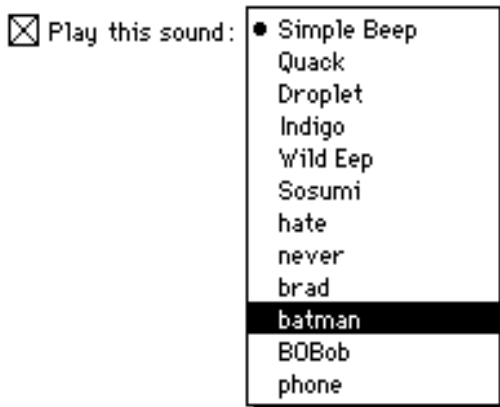 Play this sound: Simple Beep
Quack
Droplet
Indigo
Wild Eep
Sosumi
hate
never
brad
batman
BOBob
phone